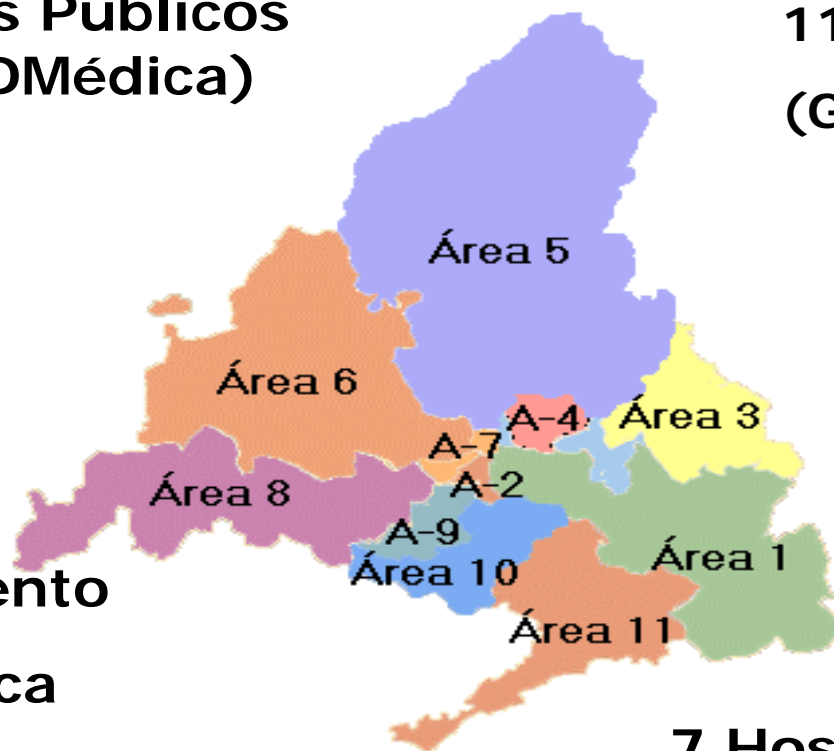 s Públicos
DMédica)
11
(G
Área 5
Área 6
A-4
Área 3
A-7
A-2
Área 8
A-9
Área 1
Área 10
ento
Área 11
ca
7 Hos